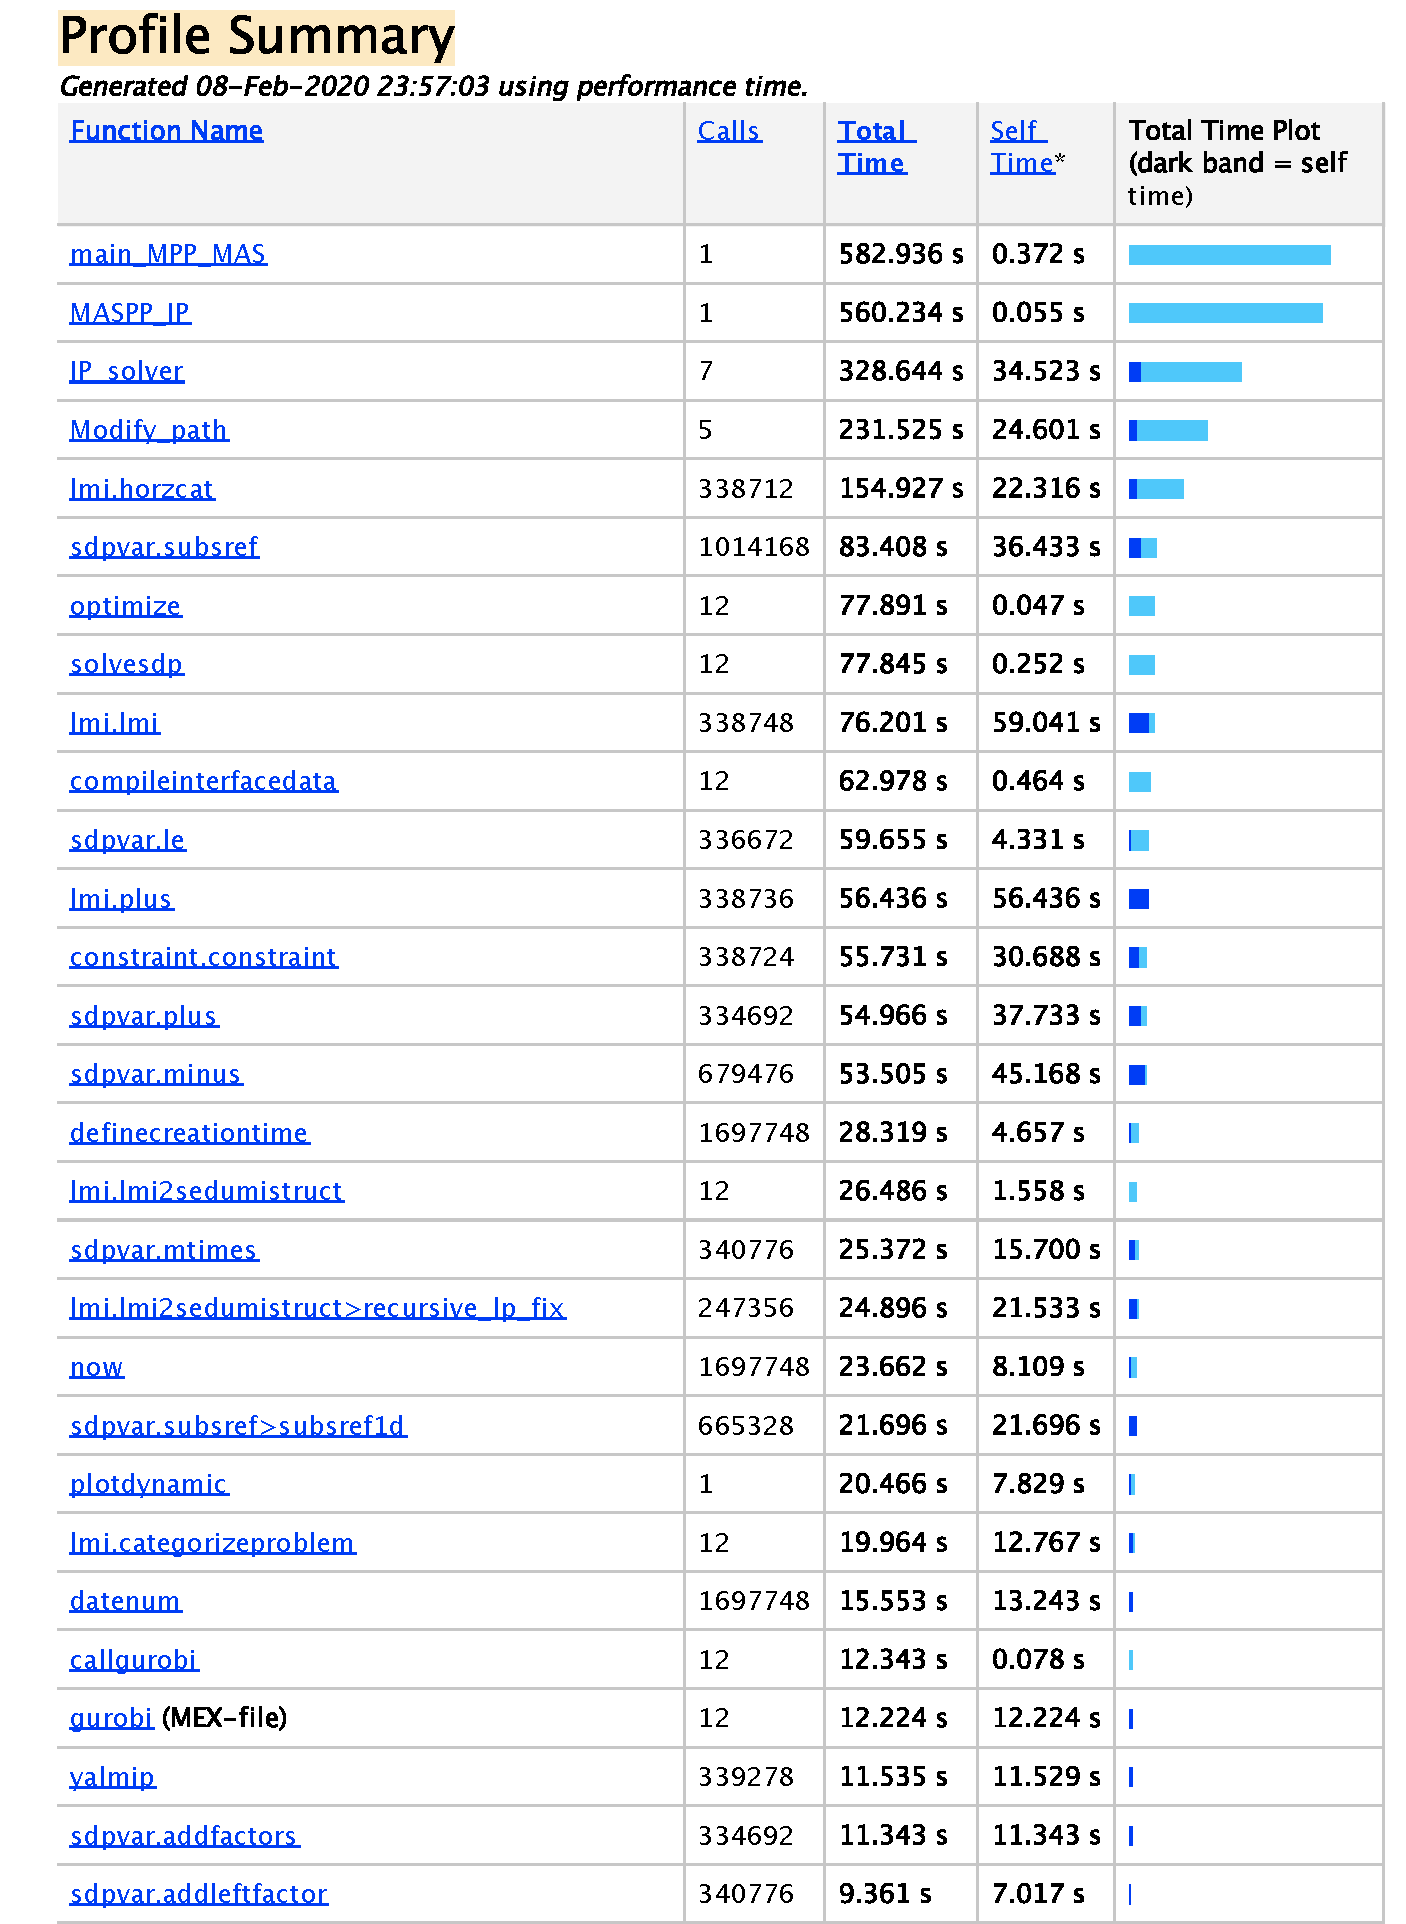 Profile Summary
Generated 08-Feb-2020 23:57:03 using performance time.
Function Name Calls Total Time Self Time* Total Time Plot (dark band = self time)
main_MPP_MAS 1 582.936 s 0.372 s
MASPP_IP 1 560.234 s 0.055 s
IP_solver 7 328.644 s 34.523 s
Modify_path 5 231.525 s 24.601 s
lmi.horzcat 338712 154.927 s 22.316 s
sdpvar.subsref 1014168 83.408 s 36.433 s
optimize 12 77.891 s 0.047 s
solvesdp 12 77.845 s 0.252 s
lmi.lmi 338748 76.201 s 59.041 s
compileinterfacedata 12 62.978 s 0.464 s
sdpvar.le 336672 59.655 s 4.331 s
lmi.plus 338736 56.436 s 56.436 s
constraint.constraint 338724 55.731 s 30.688 s
sdpvar.plus 334692 54.966 s 37.733 s
sdpvar.minus 679476 53.505 s 45.168 s
definecreationtime 1697748 28.319 s 4.657 s
lmi.lmi2sedumistruct 12 26.486 s 1.558 s
sdpvar.mtimes 340776 25.372 s 15.700 s
lmi.lmi2sedumistruct>recursive_lp_fix 247356 24.896 s 21.533 s
now 1697748 23.662 s 8.109 s
sdpvar.subsref>subsref1d 665328 21.696 s 21.696 s
plotdynamic 1 20.466 s 7.829 s
lmi.categorizeproblem 12 19.964 s 12.767 s
datenum 1697748 15.553 s 13.243 s
callgurobi 12 12.343 s 0.078 s
gurobi (MEX-file) 12 12.224 s 12.224 s
yalmip 339278 11.535 s 11.529 s
sdpvar.addfactors 334692 11.343 s 11.343 s
sdpvar.addleftfactor 340776 9.361 s 7.017 s